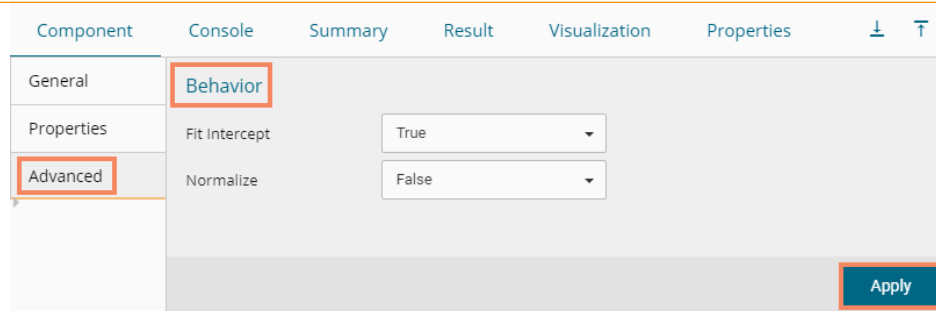 Component Console Summary Result Visualization Properties
General
Properties
Advanced
Behavior
Fit Intercept True
Normalize False
Apply